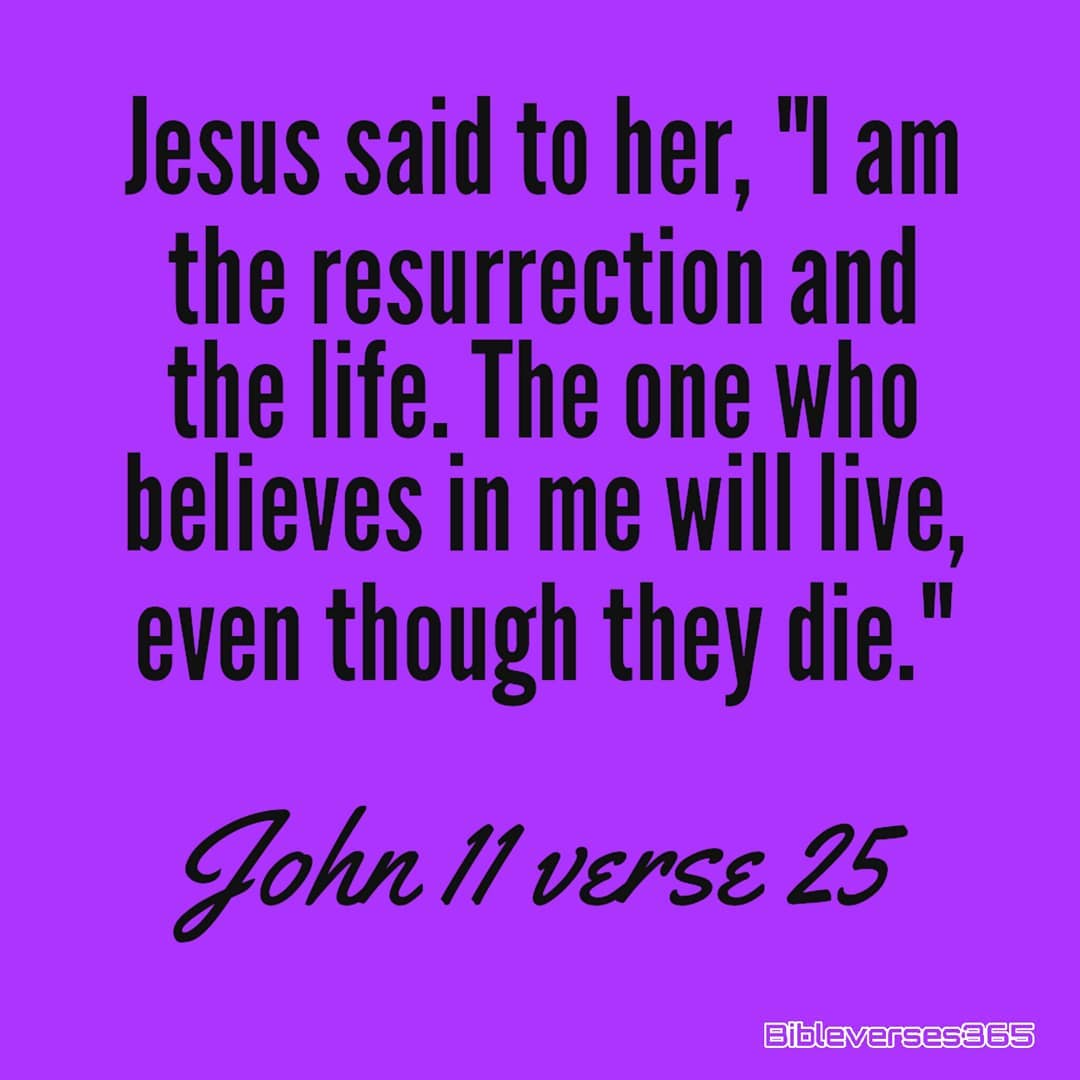 Jesus said to her, "I am
the resurrection and
the life. The one who
believes in me will live,
even though they die."
John 11 verse 25
Bibleverses365